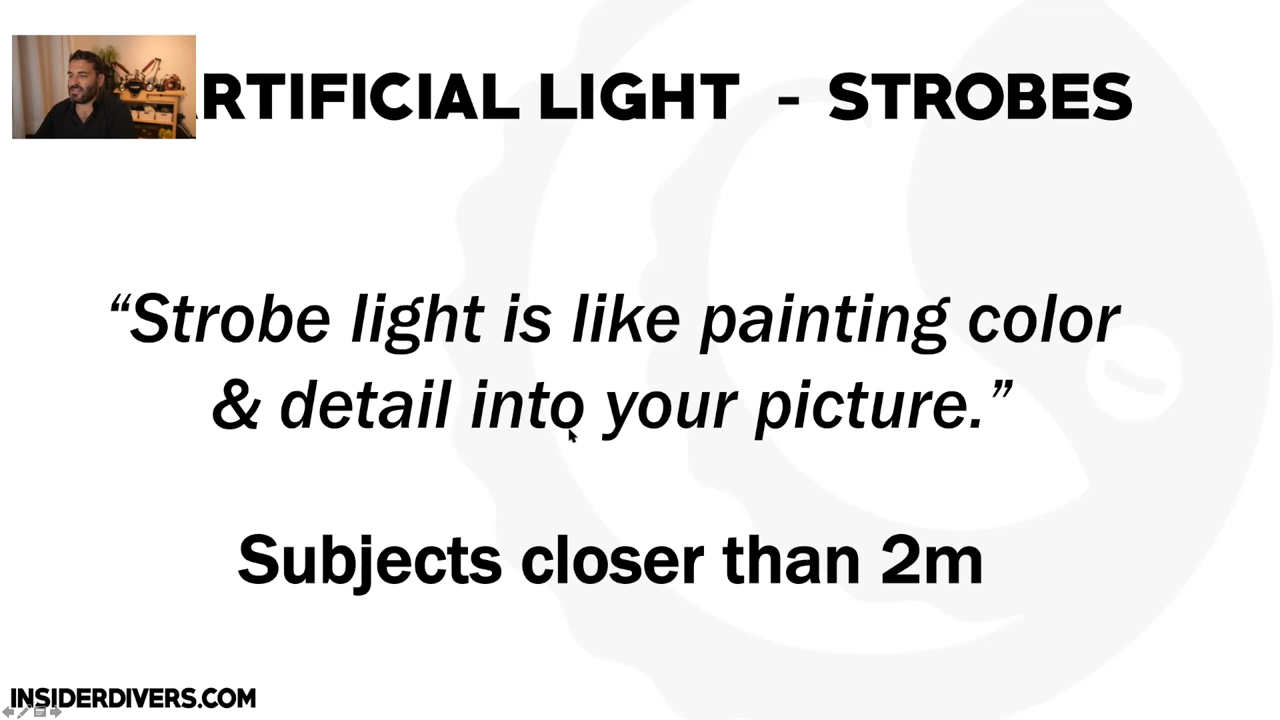 RTIFICIAL LIGHT - STROBES
“Strobe light is like painting color
& detail into your picture.”
Subjects closer than 2m
INSIDERDIVERS.COM